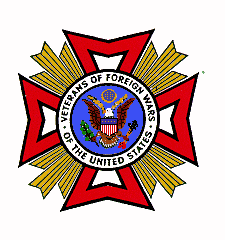 VETERANS OF FOREIGN WARS
OF THE UNITED STATES